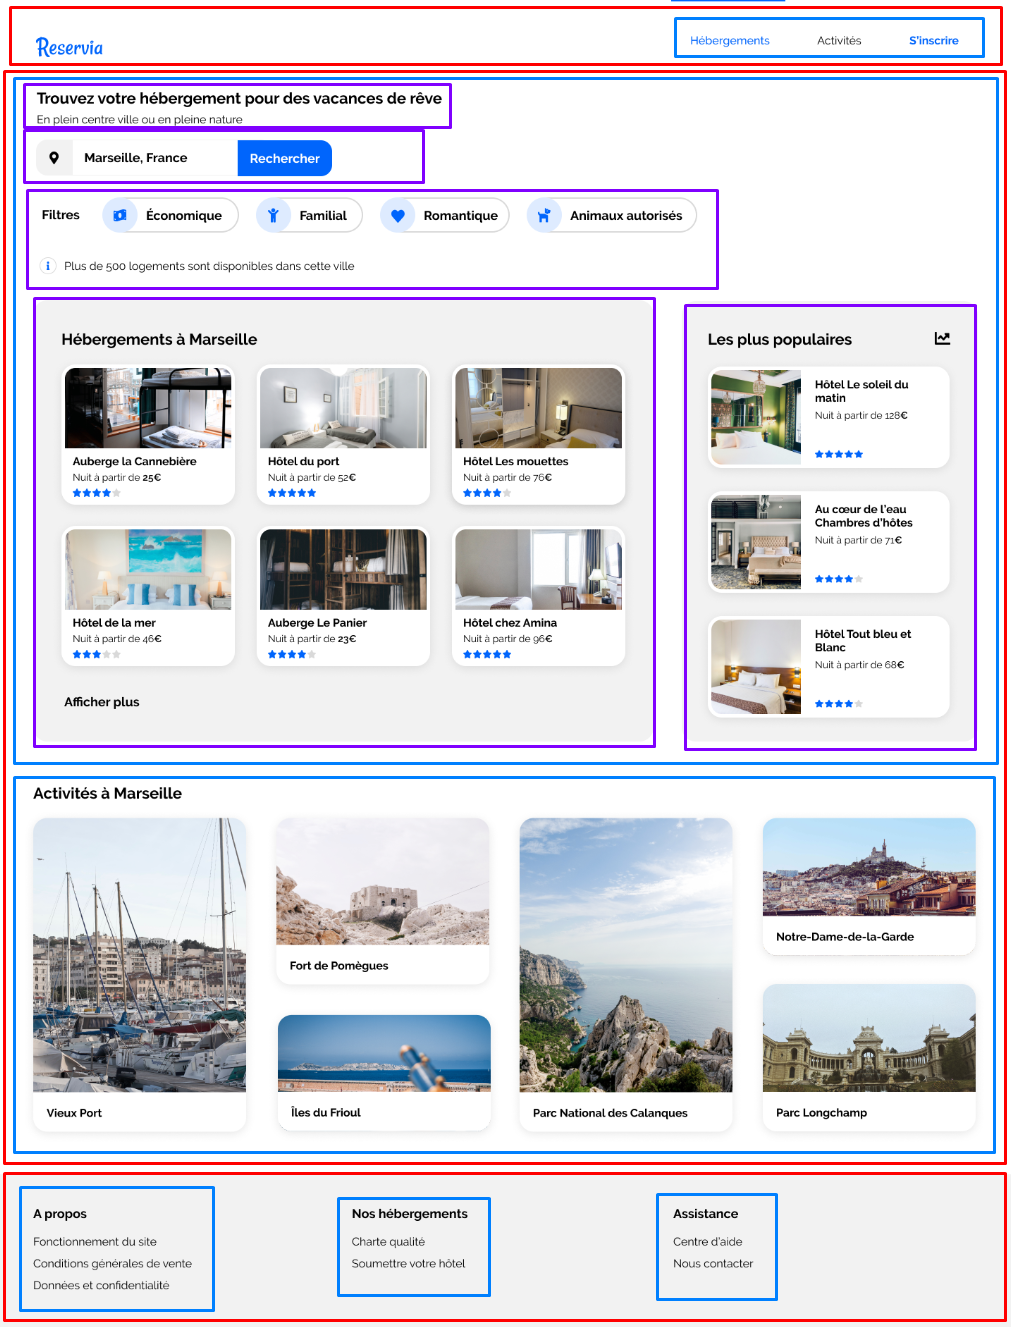 Reservia
Hébergements
Activités
S'inscrire
Trouvez votre hébergement pour des vacances de rêve
En plein centre ville ou en pleine nature
Marseille, France
Rechercher
Filtres
Économique
Familial
Romantique
Animaux autorisés
Plus de 500 logements sont disponibles dans cette ville
Hébergements à Marseille
Auberge la Cannebière
Nuit à partir de 25€
Hôtel du port
Nuit à partir de 52€
Hôtel Les mouettes
Nuit à partir de 76€
Hôtel de la mer
Nuit à partir de 46€
Auberge Le Panier
Nuit à partir de 23€
Hôtel chez Amina
Nuit à partir de 96€
Afficher plus
Les plus populaires
Hôtel Le soleil du
matin
Nuit à partir de 128€
Au cœur de l'eau
Chambres d'hôtes
Nuit à partir de 71€
Hôtel Tout bleu et
Blanc
Nuit à partir de 68€
Activités à Marseille
Vieux Port
Fort de Pomègues
Îles du Frioul
Parc National des Calanques
Notre-Dame-de-la-Garde
Parc Longchamp
A propos
Fonctionnement du site
Conditions générales de vente
Données et confidentialité
Nos hébergements
Charte qualité
Soumettre votre hôtel
Assistance
Centre d'aide
Nous contacter